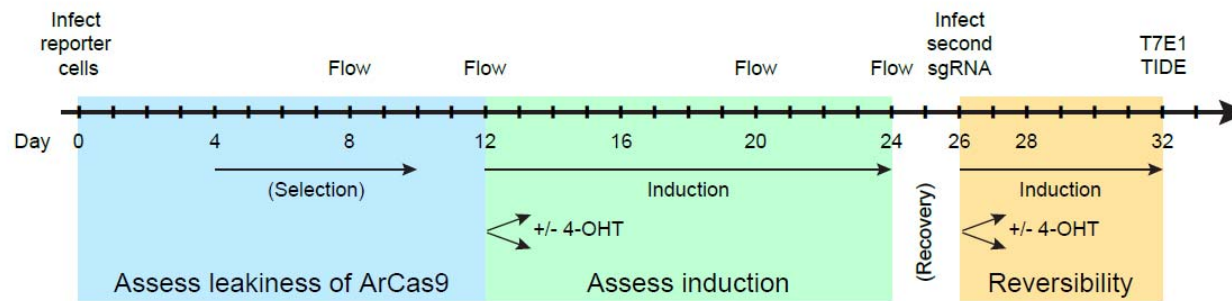 Infect
reporter
cells
Flow
Flow
Flow
Flow
Infect
second
sgRNA
T7E1
TIDE
Day 0 4 8 12 16 20 24 26 28 32
(Selection)
Induction
(Recovery)
Induction
+/- 4-OHT
+/- 4-OHT
Assess leakiness of ArCas9
Assess induction
Reversibility